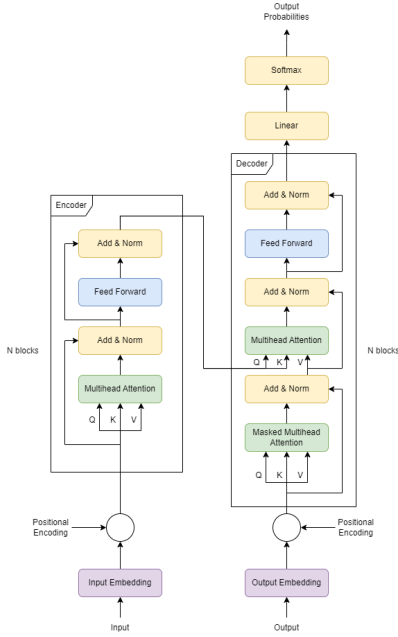 Output
Probabilities
Softmax
Linear
Decoder
Add & Norm
Feed Forward
Add & Norm
Multihead Attention
Q K V
Add & Norm
Masked Multihead
Attention
Q K V
N blocks
Positional
Encoding
Output Embedding
Output
Encoder
Add & Norm
Feed Forward
Add & Norm
Multihead Attention
Q K V
N blocks
Positional
Encoding
Input Embedding
Input